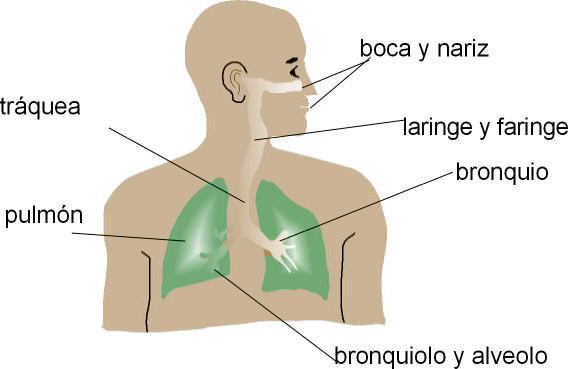 boca y nariz
tráquea
laringe y faringe
bronquio
pulmón
bronquiolo y alveolo